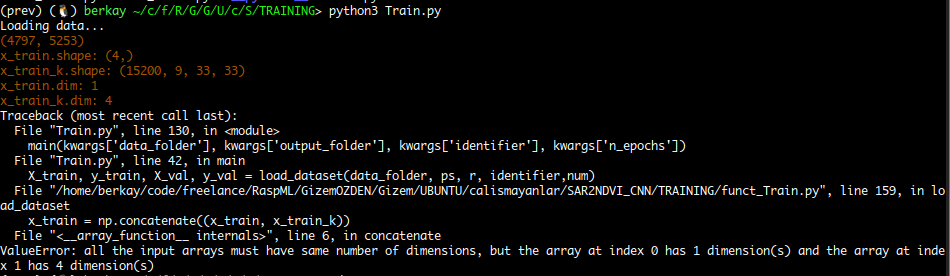 (prev) (🐧) berkay ~/c/f/R/G/G/U/c/S/TRAINING> python3 Train.py
Loading data...
(4797, 5253)
x_train.shape: (4,)
x_train_k.shape: (15200, 9, 33, 33)
x_train.dim: 1
x_train_k.dim: 4
Traceback (most recent call last):
  File "Train.py", line 130, in <module>
    main(kwargs['data_folder'], kwargs['output_folder'], kwargs['identifier'], kwargs['n_epochs'])
  File "Train.py", line 42, in main
    X_train, y_train, X_val, y_val = load_dataset(data_folder, ps, r, identifier,num)
  File "/home/berkay/code/freelance/RaspML/GizemOZDEN/Gizem/UBUNTU/calismayanlar/SAR2NDVI_CNN/TRAINING/funct_Train.py", line 159, in lo
ad_dataset
    x_train = np.concatenate((x_train, x_train_k))
  File "<__array_function__ internals>", line 6, in concatenate
ValueError: all the input arrays must have same number of dimensions, but the array at index 0 has 1 dimension(s) and the array at inde
x 1 has 4 dimension(s)